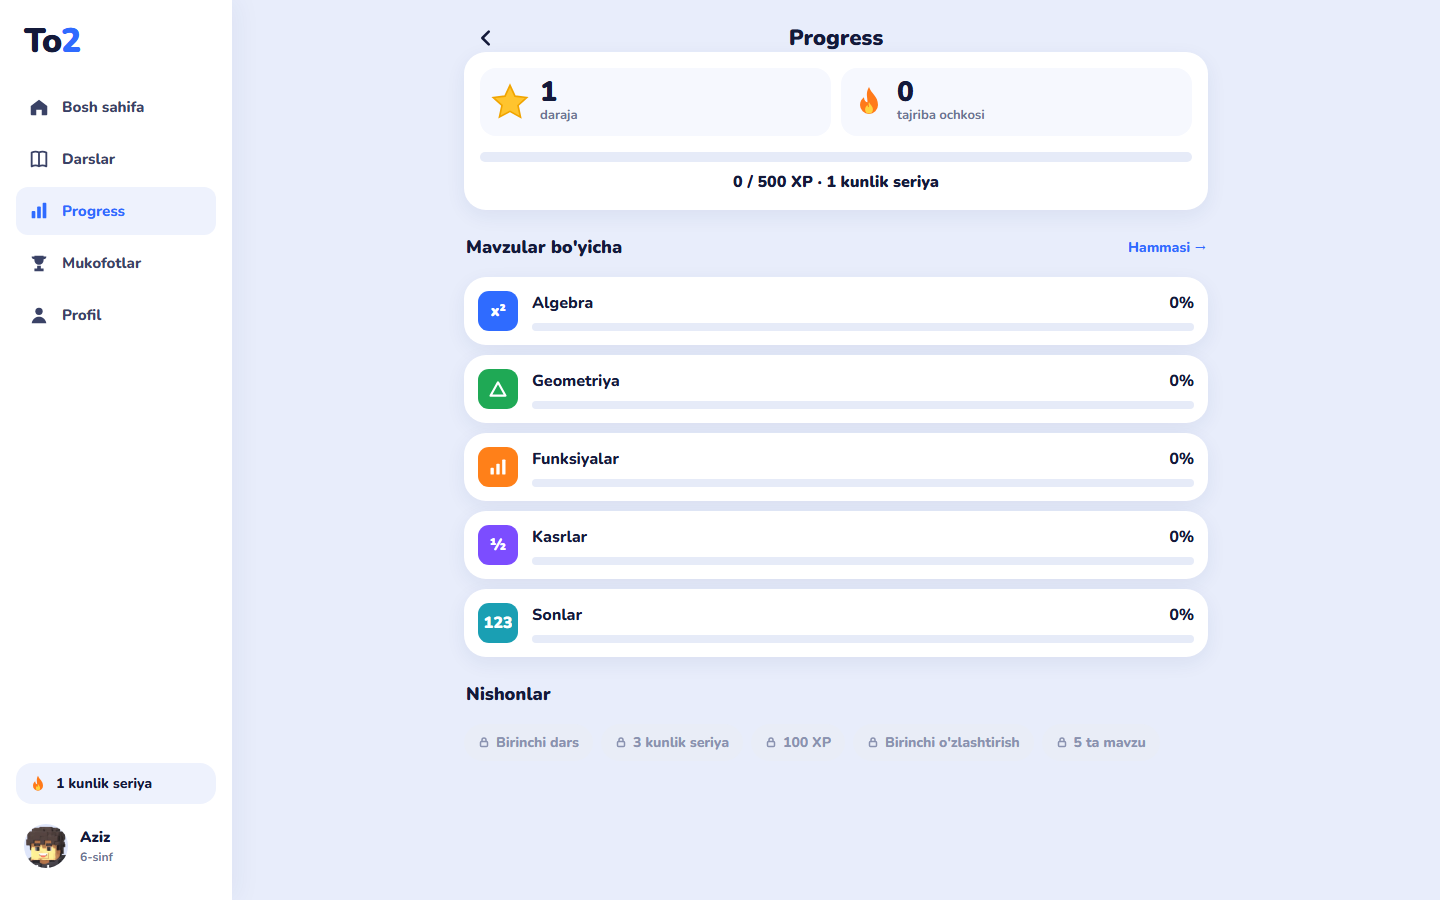 To2
Bosh sahifa
Darslar
Progress
Mukofotlar
Profil
1 kunlik seriya
Aziz
6-sinf
Progress
1
daraja
0
tajriba ochkosi
0 / 500 XP · 1 kunlik seriya
Mavzular bo'yicha
Hammasi →
x² Algebra 0%
Geometriya 0%
Funksiyalar 0%
½ Kasrlar 0%
123 Sonlar 0%
Nishonlar
Birinchi dars 3 kunlik seriya 100 XP Birinchi o'zlashtirish 5 ta mavzu